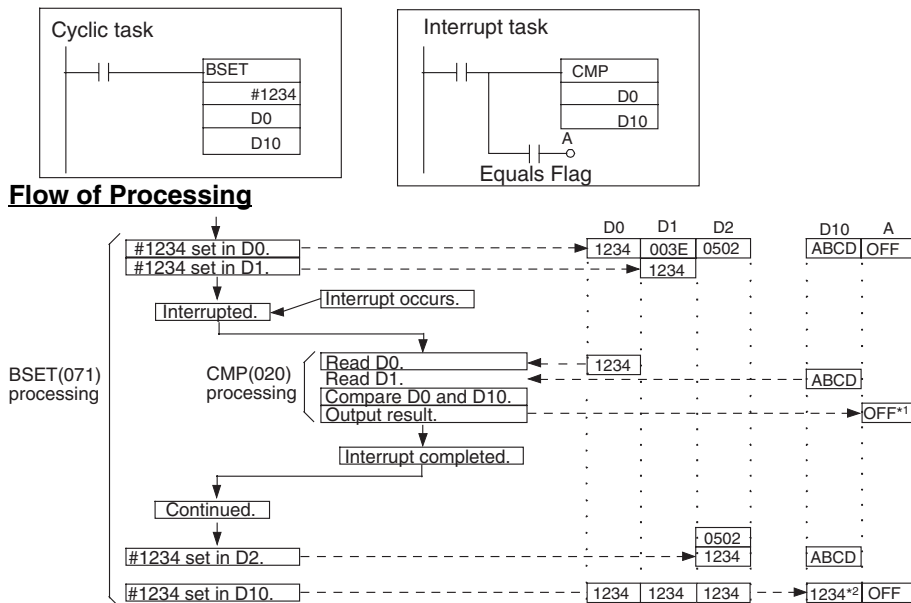 Cyclic task
BSET
#1234
D0
D10
Interrupt task
CMP
D0
D10
A
Equals Flag
Flow of Processing
D0 D1 D2 D10 A
#1234 set in D0. 1234 003E 0502 ABCD OFF
#1234 set in D1. 1234
Interrupted. Interrupt occurs.
BSET(071)
processing
CMP(020)
processing
Read D0. 1234
Read D1. ABCD
Compare D0 and D10.
Output result. OFF*1
Interrupt completed.
Continued.
0502
#1234 set in D2. 1234 ABCD
#1234 set in D10. 1234 1234 1234 1234*2 OFF